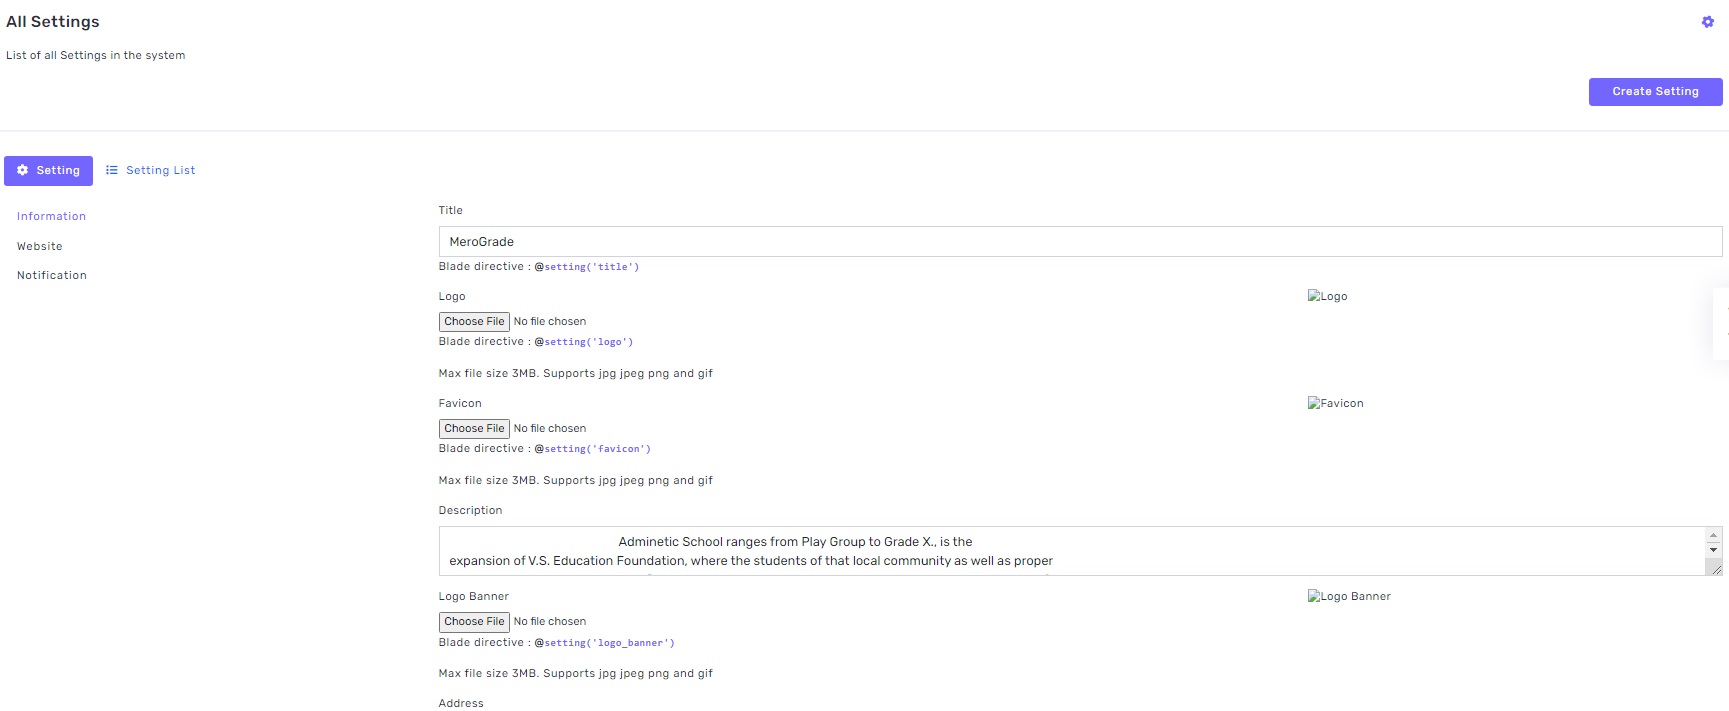 All Settings
List of all Settings in the system
Create Setting
Setting
Setting List
Information
Website
Notification
Title
MeroGrade
Blade directive : @setting('title')
Logo
Logo
Choose File No file chosen
Blade directive : @setting('logo')
Max file size 3MB. Supports jpg jpeg png and gif
Favicon
Favicon
Choose File No file chosen
Blade directive : @setting('favicon')
Max file size 3MB. Supports jpg jpeg png and gif
Description
Adminetic School ranges from Play Group to Grade X., is the
expansion of V.S. Education Foundation, where the students of that local community as well as proper
Logo Banner
Logo Banner
Choose File No file chosen
Blade directive : @setting('logo_banner')
Max file size 3MB. Supports jpg jpeg png and gif
Address